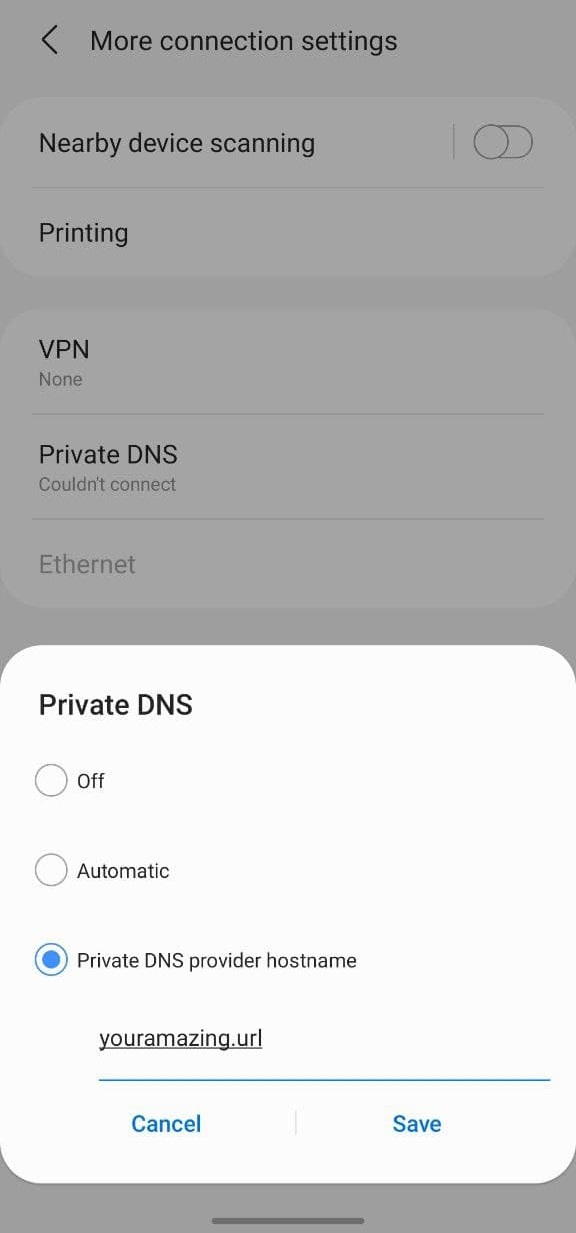 More connection settings
Nearby device scanning
Printing
VPN
None
Private DNS
Couldn't connect
Ethernet
Private DNS
Off
Automatic
Private DNS provider hostname
youramazing.url
Cancel
Save